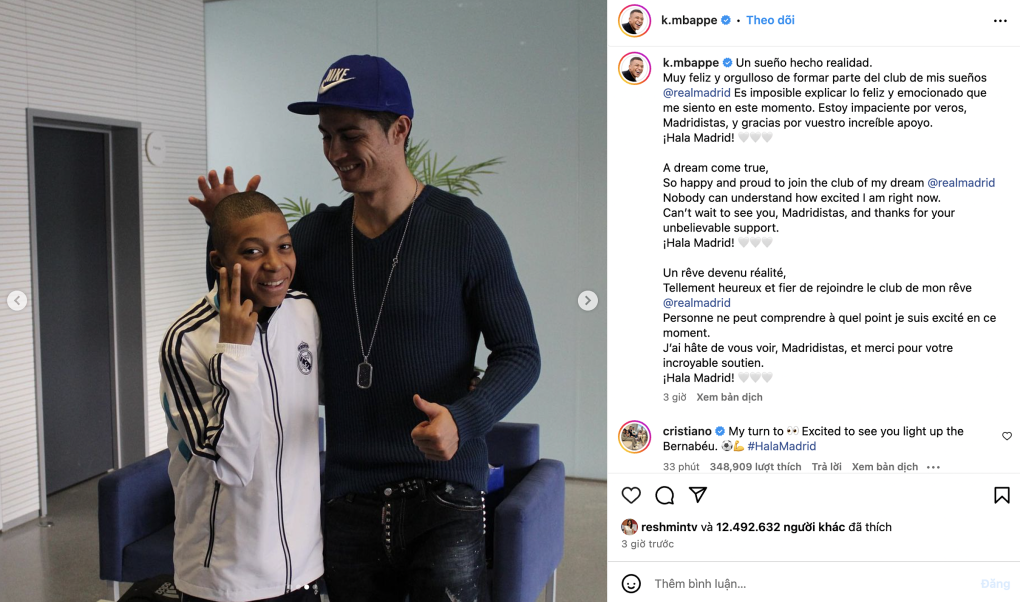 NIKE
k.mbappe • Theo dõi
k.mbappe Un sueño hecho realidad.
Muy feliz y orgulloso de formar parte del club de mis sueños
@realmadrid Es imposible explicar lo feliz y emocionado que
me siento en este momento. Estoy impaciente por veros,
Madridistas, y gracias por vuestro increíble apoyo.
¡Hala Madrid! 🤍🤍🤍
A dream come true,
So happy and proud to join the club of my dream @realmadrid
Nobody can understand how excited I am right now.
Can't wait to see you, Madridistas, and thanks for your
unbelievable support.
¡Hala Madrid! 🤍🤍🤍
Un rêve devenu réalité,
Tellement heureux et fier de rejoindre le club de mon rêve
@realmadrid
Personne ne peut comprendre à quel point je suis excité en ce
moment.
J'ai hâte de vous voir, Madridistas, et merci pour votre
incroyable soutien.
¡Hala Madrid! 🤍🤍🤍
3 giờ Xem bản dịch
cristiano My turn to 👀 Excited to see you light up the
Bernabéu. ⚽💪 #HalaMadrid
33 phút 348,909 lượt thích Trả lời Xem bản dịch
reshmintv và 12.492.632 người khác đã thích
3 giờ trước
Thêm bình luận...
Đăng